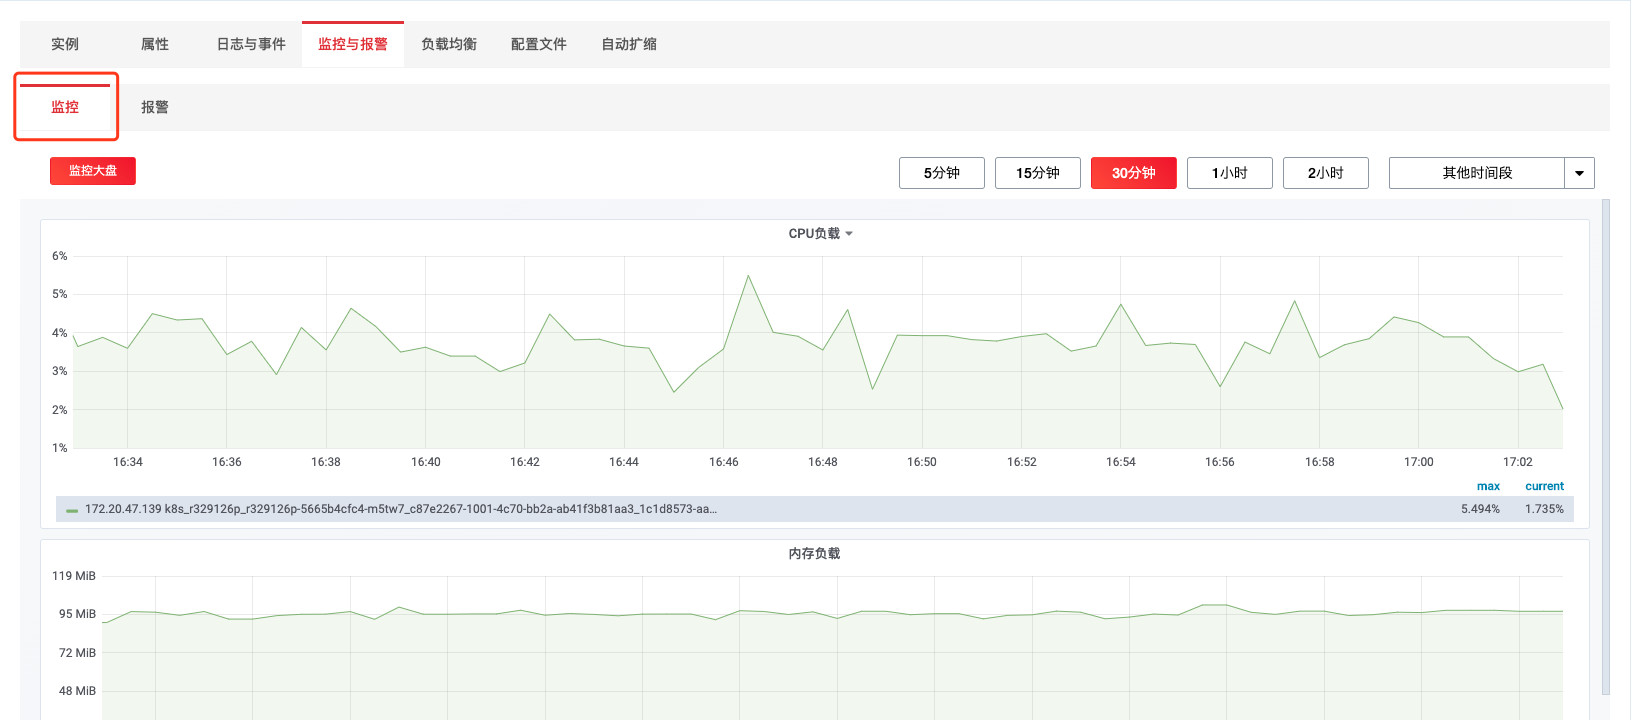 实例 属性 日志与事件 监控与报警 负载均衡 配置文件 自动扩缩
监控 报警
监控大盘 5分钟 15分钟 30分钟 1小时 2小时 其他时间段
CPU负载
6%
5%
4%
3%
2%
1%
16:34 16:36 16:38 16:40 16:42 16:44 16:46 16:48 16:50 16:52 16:54 16:56 16:58 17:00 17:02
max current
172.20.47.139 k8s_r329126p_r329126p-5665b4cfc4-m5tw7_c87e2267-1001-4c70-bb2a-ab41f3b81aa3_1c1d8573-aa... 5.494% 1.735%
内存负载
119 MiB
95 MiB
72 MiB
48 MiB